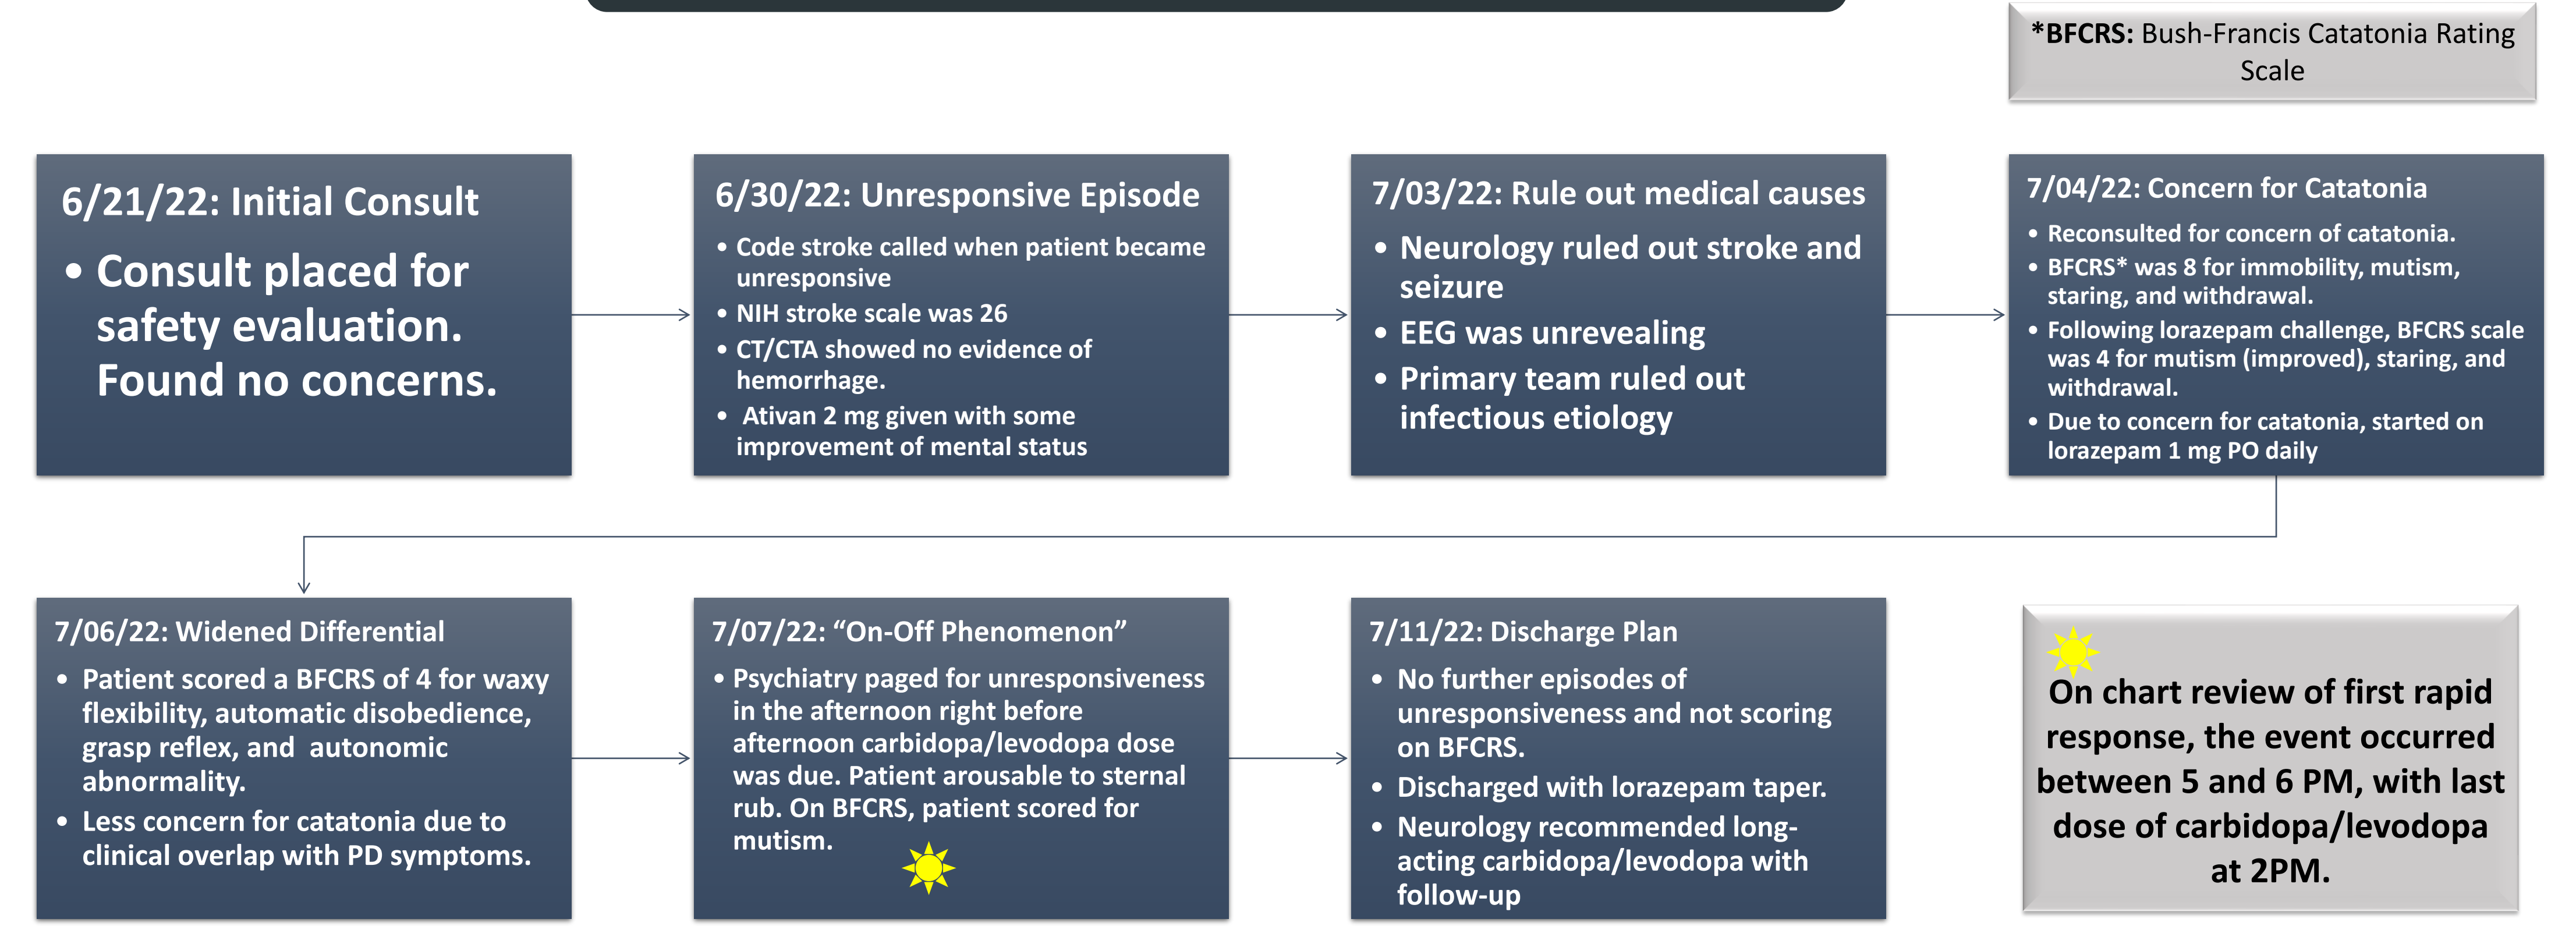 *BFCRS: Bush-Francis Catatonia Rating
Scale
6/21/22: Initial Consult
• Consult placed for
safety evaluation.
Found no concerns.
6/30/22: Unresponsive Episode
• Code stroke called when patient became
unresponsive
• NIH stroke scale was 26
• CT/CTA showed no evidence of
hemorrhage.
• Ativan 2 mg given with some
improvement of mental status
7/03/22: Rule out medical causes
• Neurology ruled out stroke and
seizure
• EEG was unrevealing
• Primary team ruled out
infectious etiology
7/04/22: Concern for Catatonia
• Reconsulted for concern of catatonia.
• BFCRS* was 8 for immobility, mutism,
staring, and withdrawal.
• Following lorazepam challenge, BFCRS scale
was 4 for mutism (improved), staring, and
withdrawal.
• Due to concern for catatonia, started on
lorazepam 1 mg PO daily
7/06/22: Widened Differential
• Patient scored a BFCRS of 4 for waxy
flexibility, automatic disobedience,
grasp reflex, and autonomic
abnormality.
• Less concern for catatonia due to
clinical overlap with PD symptoms.
7/07/22: “On-Off Phenomenon”
• Psychiatry paged for unresponsiveness
in the afternoon right before
afternoon carbidopa/levodopa dose
was due. Patient arousable to sternal
rub. On BFCRS, patient scored for
mutism.
7/11/22: Discharge Plan
• No further episodes of
unresponsiveness and not scoring
on BFCRS.
• Discharged with lorazepam taper.
• Neurology recommended long-
acting carbidopa/levodopa with
follow-up
On chart review of first rapid
response, the event occurred
between 5 and 6 PM, with last
dose of carbidopa/levodopa
at 2PM.